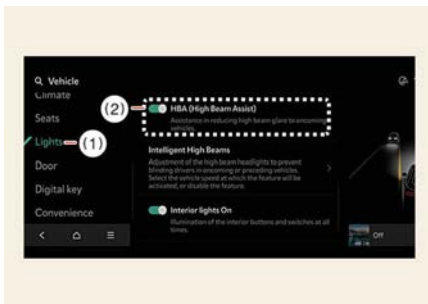 Vehicle
Climate
Seats
Lights
(1)
Door
Digital key
Convenience
(2)
HBA (High Beam Assist)
Assistance in reducing high beam glare to oncoming
vehicles.
Intelligent High Beams
Adjustment of the high beam headlights to prevent
blinding drivers in oncoming or preceding vehicles.
Select the vehicle speed at which the feature will be
activated, or disable the feature.
Interior lights On
Illumination of the interior buttons and switches at all
times.
Off